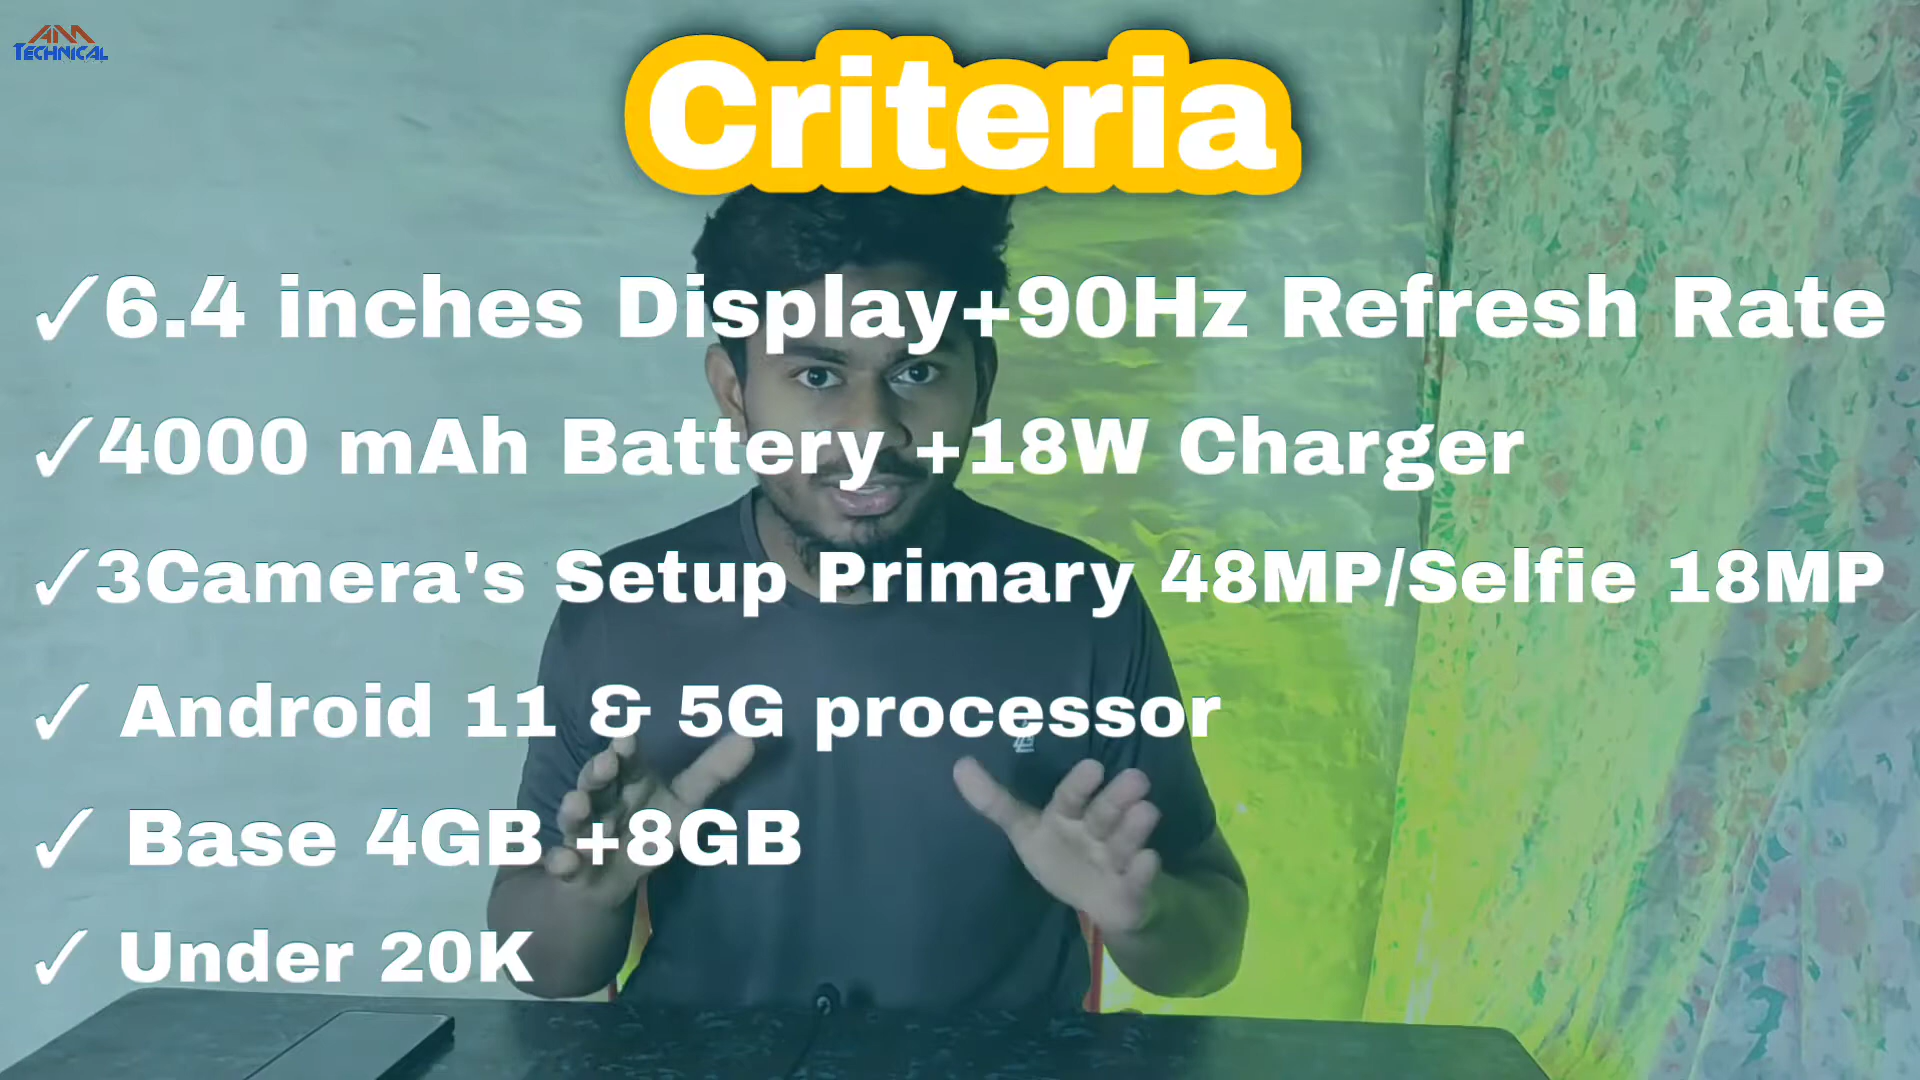 AM
TECHNICAL
Criteria
✓6.4 inches Display+90Hz Refresh Rate
✓4000 mAh Battery +18W Charger
✓3Camera's Setup Primary 48MP/Selfie 18MP
✓ Android 11 & 5G processor
✓ Base 4GB +8GB
✓ Under 20K